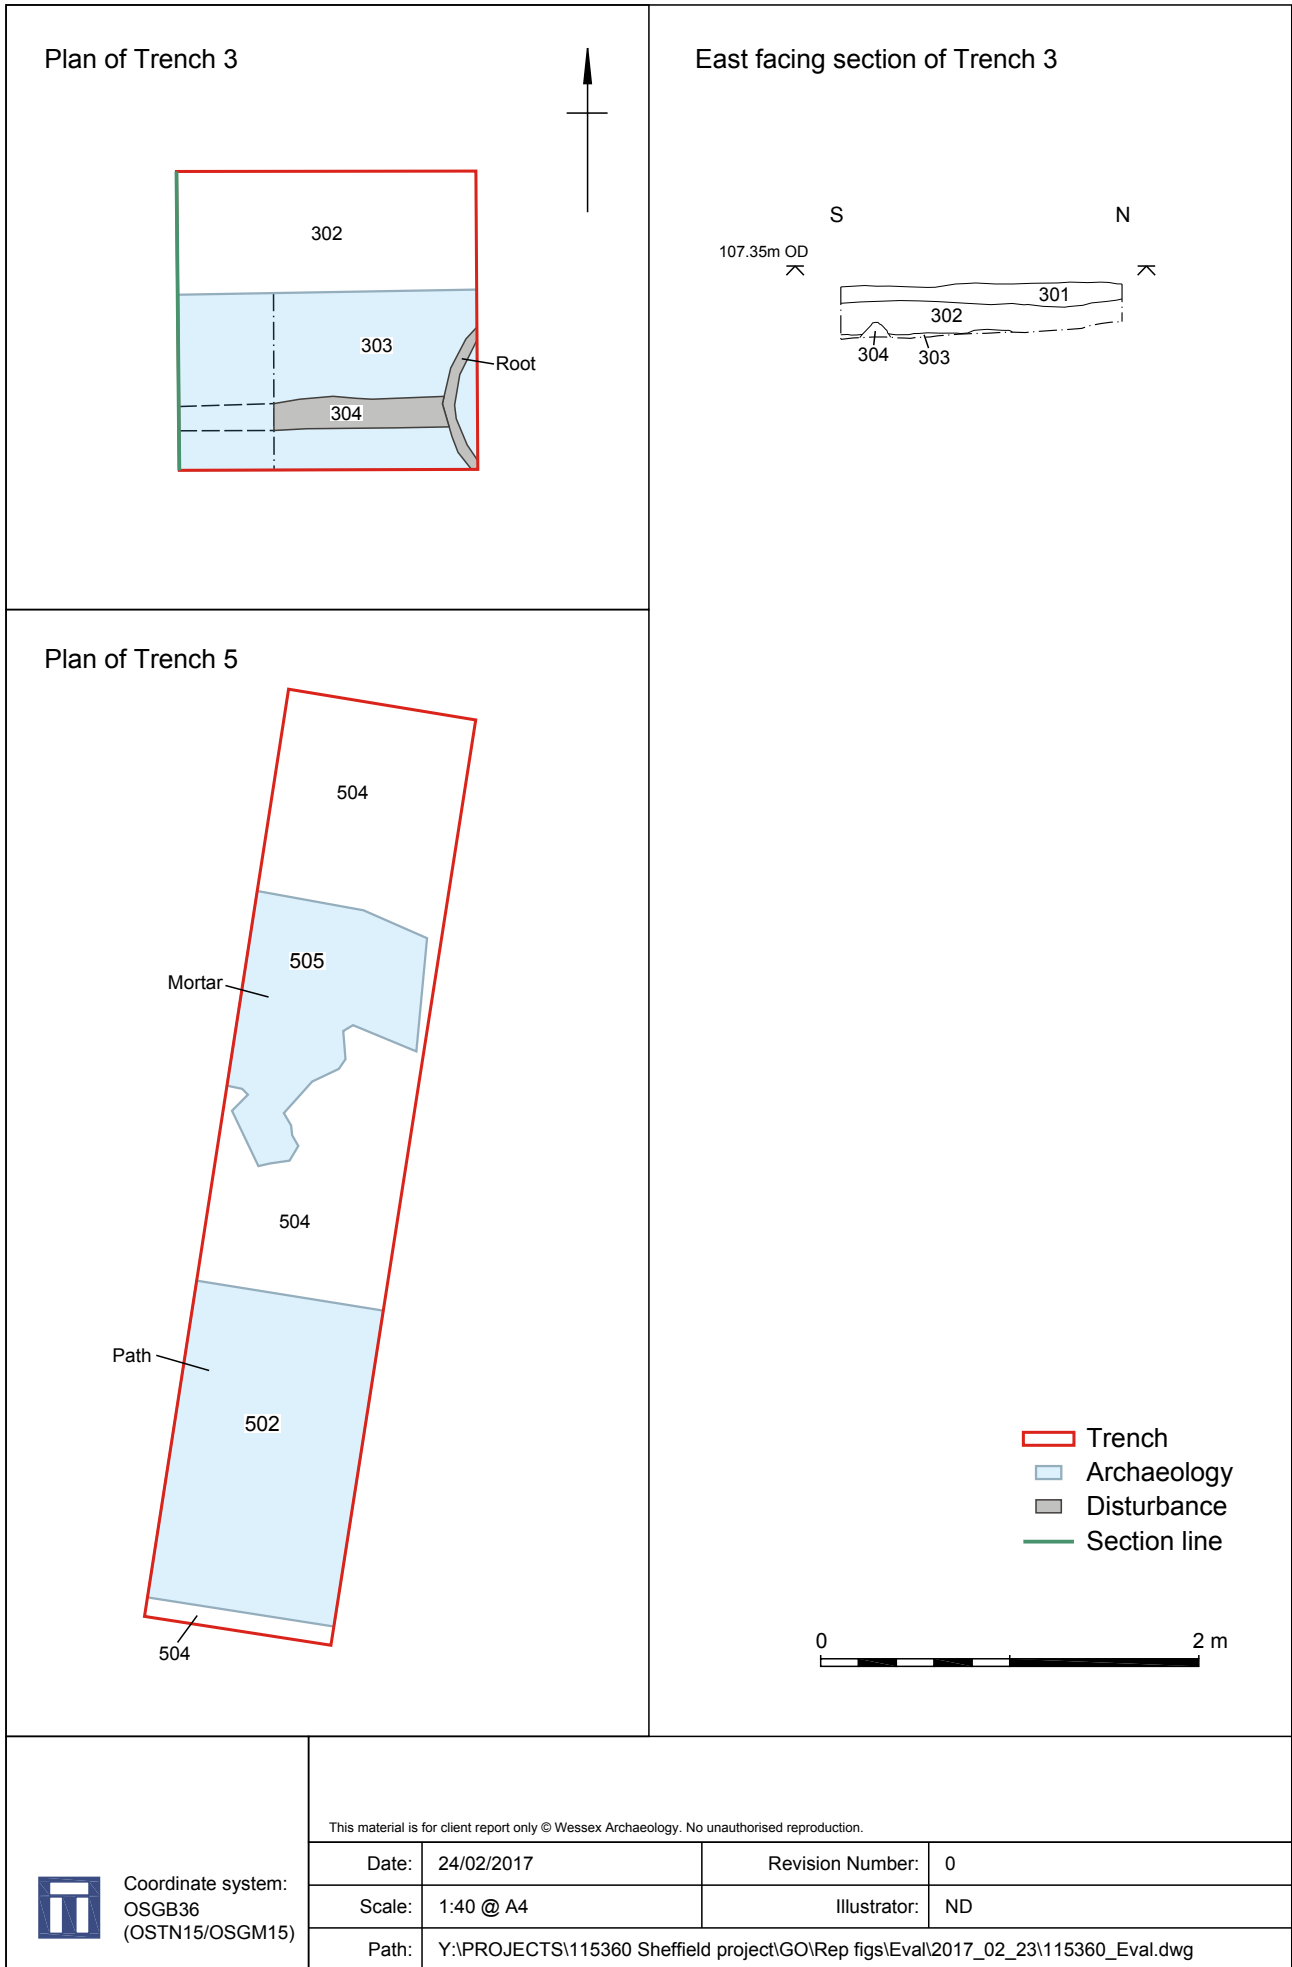 Plan of Trench 3
302
303
Root
304
East facing section of Trench 3
S
N
107.35m OD
301
302
304
303
Plan of Trench 5
504
505
Mortar
504
Path
502
504
Trench
Archaeology
Disturbance
Section line
0
2 m
Coordinate system:
OSGB36
(OSTN15/OSGM15)
This material is for client report only © Wessex Archaeology. No unauthorised reproduction.
Date: 24/02/2017 Revision Number: 0
Scale: 1:40 @ A4 Illustrator: ND
Path: Y:\PROJECTS\115360 Sheffield project\GO\Rep figs\Eval\2017_02_23\115360_Eval.dwg